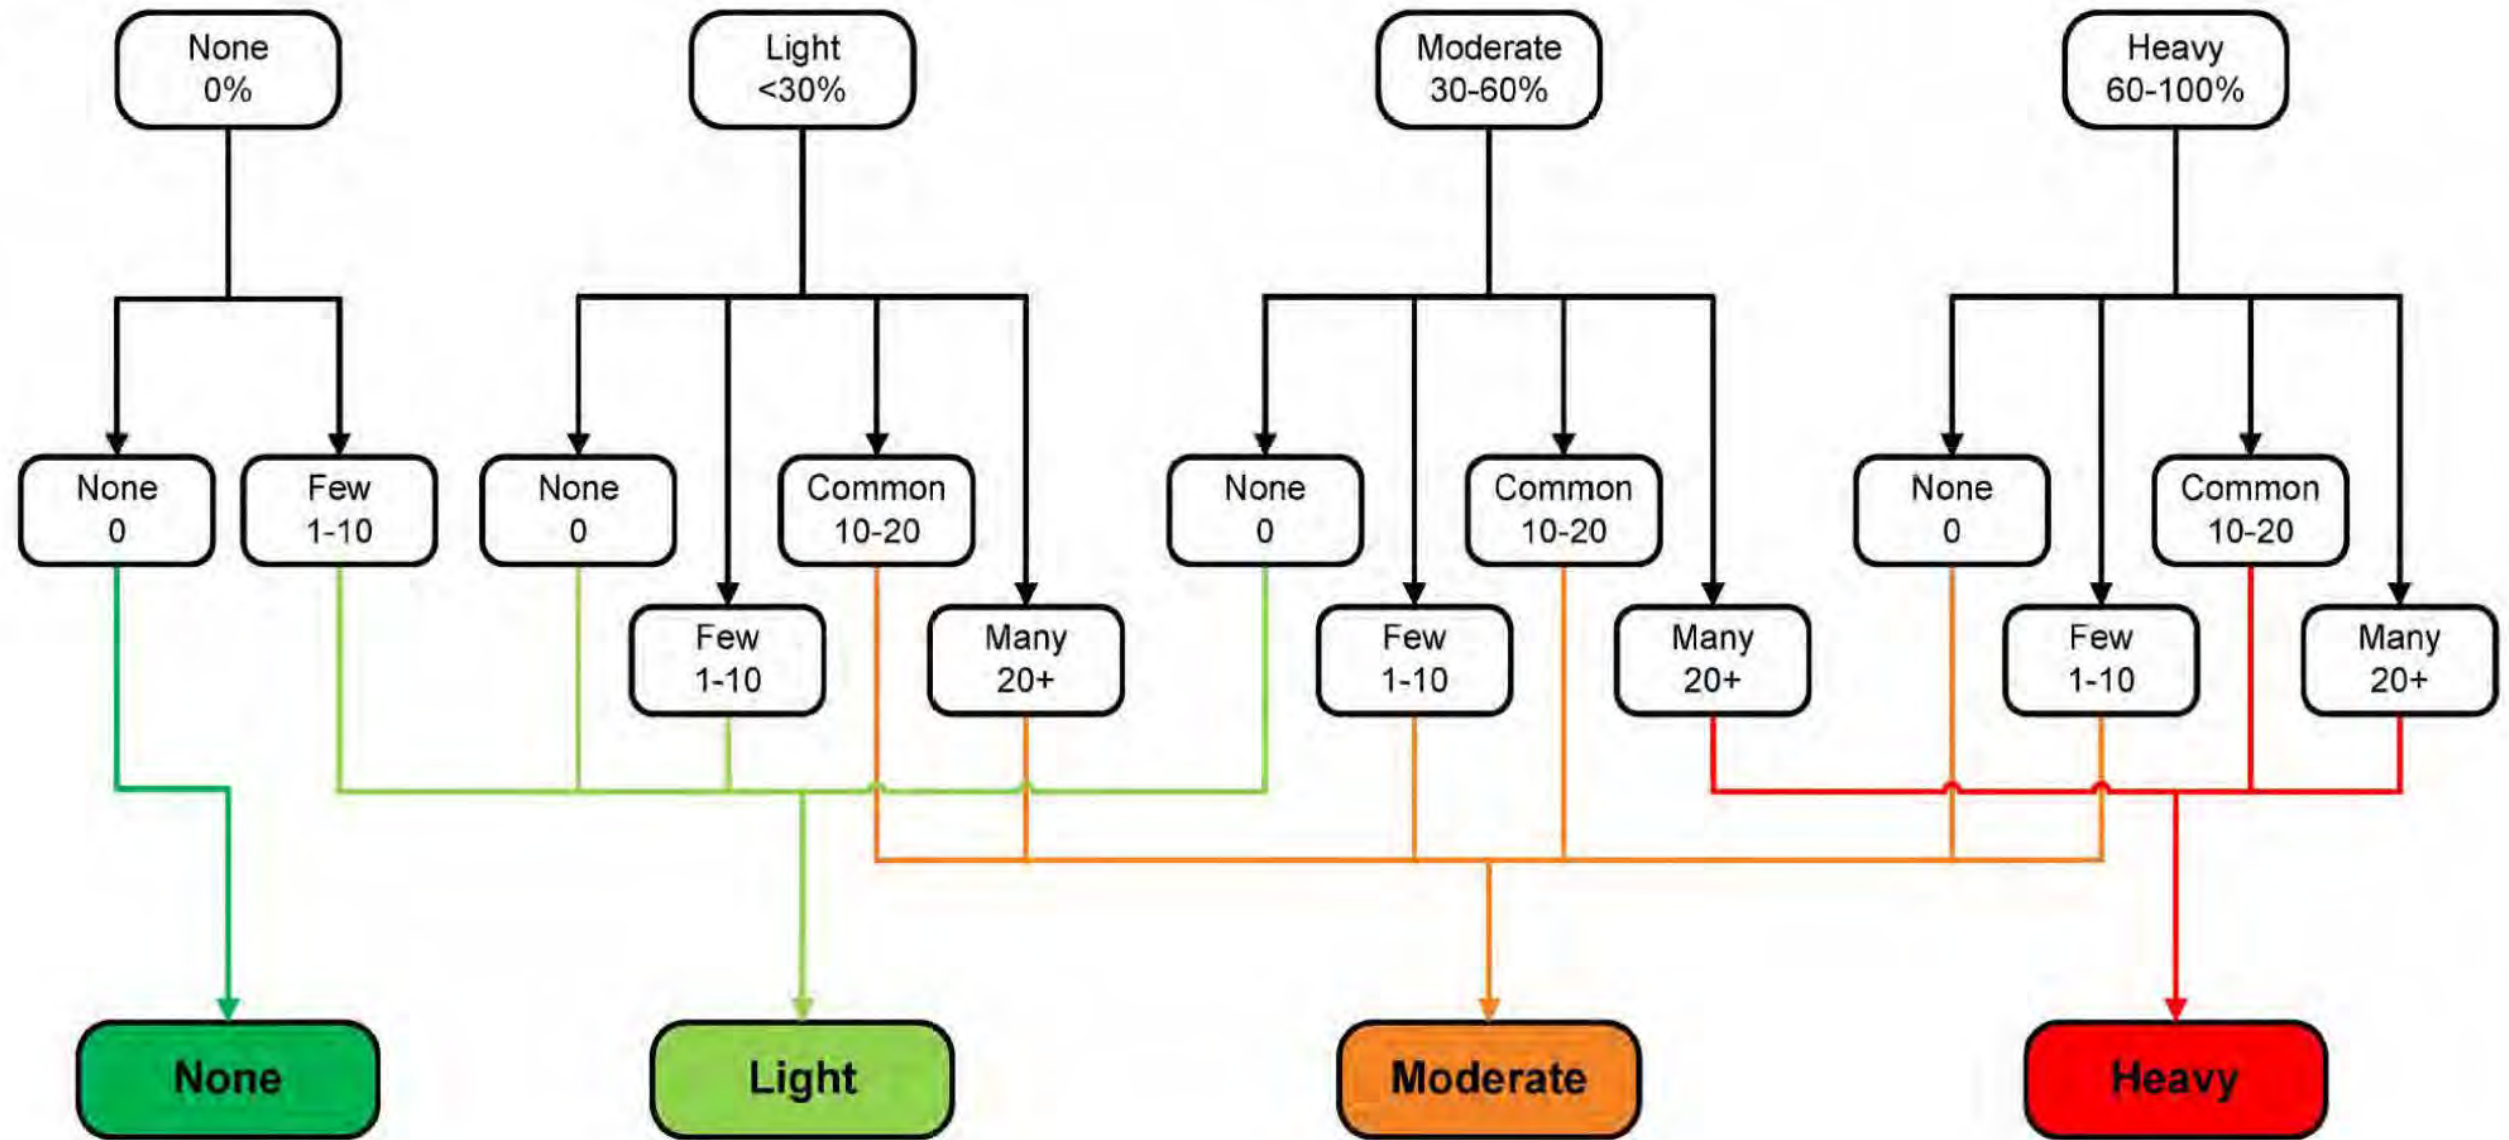 None
0%
Light
<30%
Moderate
30-60%
Heavy
60-100%
None
0
Few
1-10
None
0
Common
10-20
None
0
Common
10-20
None
0
Common
10-20
Few
1-10
Many
20+
Few
1-10
Many
20+
Few
1-10
Many
20+
None
Light
Moderate
Heavy